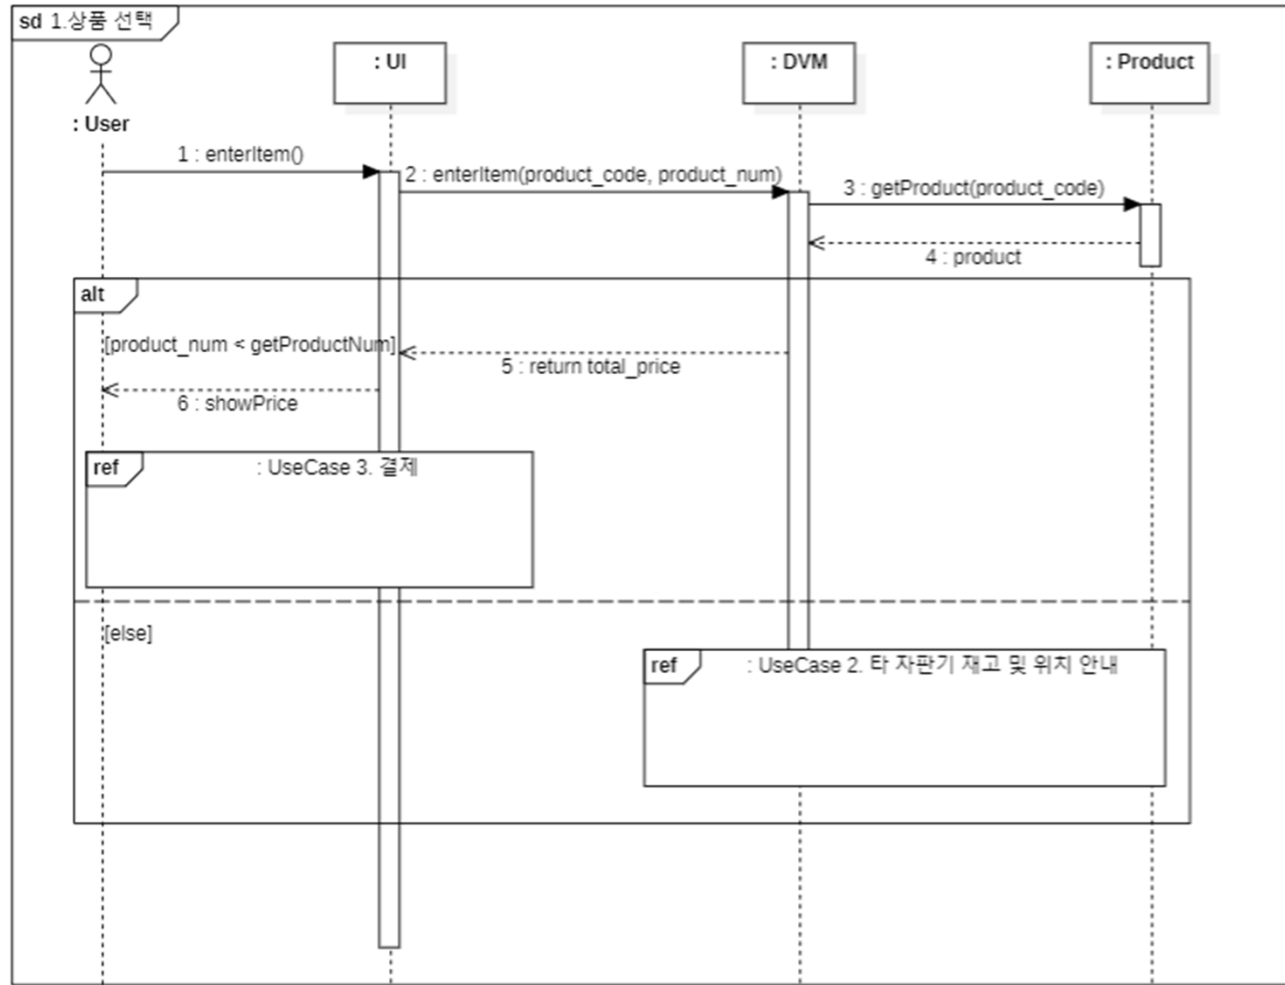 sd 1.상품 선택
: User
: UI
: DVM
: Product
1 : enterItem()
2 : enterItem(product_code, product_num)
3 : getProduct(product_code)
4 : product
alt
[product_num < getProductNum]
5 : return total_price
6 : showPrice
ref
: UseCase 3. 결제
[else]
ref
: UseCase 2. 타 자판기 재고 및 위치 안내